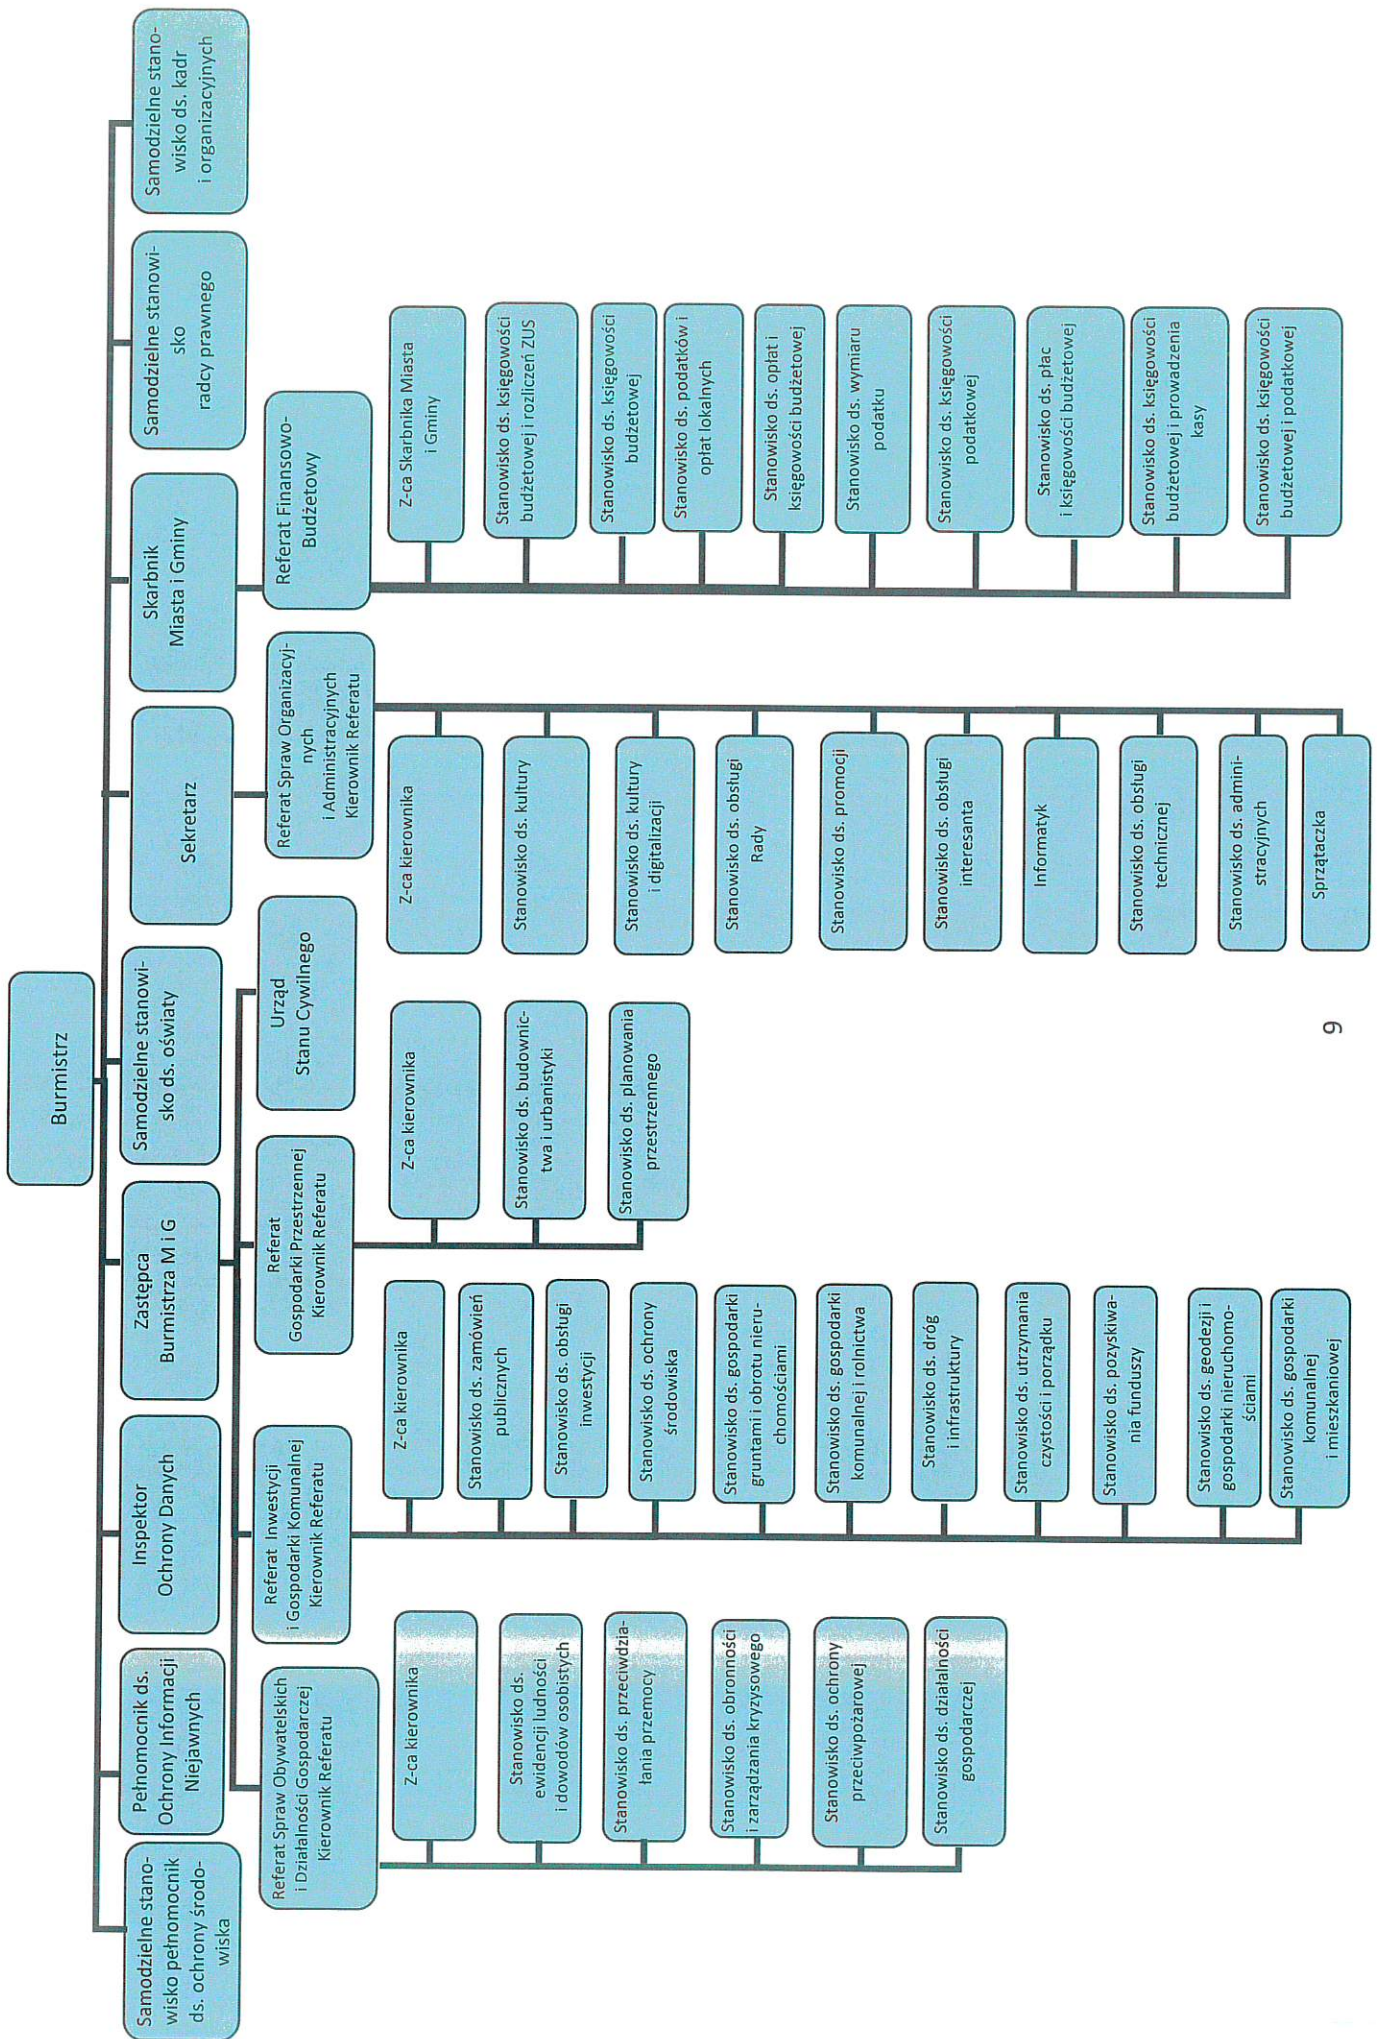 Burmistrz
Samodzielne stano-
wisko pełnomocnik
ds. ochrony środo-
wiska
Pełnomocnik ds.
Ochrony Informacji
Niejawnych
Inspektor
Ochrony Danych
Zastępca
Burmistrza M i G
Samodzielne stanowi-
sko ds. oświaty
Sekretarz
Skarbnik
Miasta i Gminy
Samodzielne stanowi-
sko
radcy prawnego
Samodzielne stano-
wisko ds. kadr
i organizacyjnych
Referat Spraw Obywatelskich
i Działalności Gospodarczej
Kierownik Referatu
Referat Inwestycji
i Gospodarki Komunalnej
Kierownik Referatu
Referat
Gospodarki Przestrzennej
Kierownik Referatu
Urząd
Stanu Cywilnego
Referat Spraw Organizacyj-
nych
i Administracyjnych
Kierownik Referatu
Referat Finansowo-
Budżetowy
Z-ca kierownika
Stanowisko ds.
ewidencji ludności
i dowodów osobistych
Stanowisko ds. przeciwdzia-
łania przemocy
Stanowisko ds. obronności
i zarządzania kryzysowego
Stanowisko ds. ochrony
przeciwpożarowej
Stanowisko ds. działalności
gospodarczej
Z-ca kierownika
Stanowisko ds. zamówień
publicznych
Stanowisko ds. obsługi
inwestycji
Stanowisko ds. ochrony
środowiska
Stanowisko ds. gospodarki
gruntami i obrotu nieru-
chomościami
Stanowisko ds. gospodarki
komunalnej i rolnictwa
Stanowisko ds. dróg
i infrastruktury
Stanowisko ds. utrzymania
czystości i porządku
Stanowisko ds. pozyskiwa-
nia funduszy
Stanowisko ds. geodezji i
gospodarki nieruchomo-
ściami
Stanowisko ds. gospodarki
komunalnej
i mieszkaniowej
Z-ca kierownika
Stanowisko ds. budownic-
twa i urbanistyki
Stanowisko ds. planowania
przestrzennego
Z-ca kierownika
Stanowisko ds. kultury
Stanowisko ds. kultury
i digitalizacji
Stanowisko ds. obsługi
Rady
Stanowisko ds. promocji
Stanowisko ds. obsługi
interesanta
Informatyk
Stanowisko ds. obsługi
technicznej
Stanowisko ds. admini-
stracyjnych
Sprzątaczka
Z-ca Skarbnika Miasta
i Gminy
Stanowisko ds. księgowości
budżetowej i rozliczeń ZUS
Stanowisko ds. księgowości
budżetowej
Stanowisko ds. podatków i
opłat lokalnych
Stanowisko ds. opłat i
księgowości budżetowej
Stanowisko ds. wymiaru
podatku
Stanowisko ds. księgowości
podatkowej
Stanowisko ds. płac
i księgowości budżetowej
Stanowisko ds. księgowości
budżetowej i prowadzenia
kasy
Stanowisko ds. księgowości
budżetowej i podatkowej
9